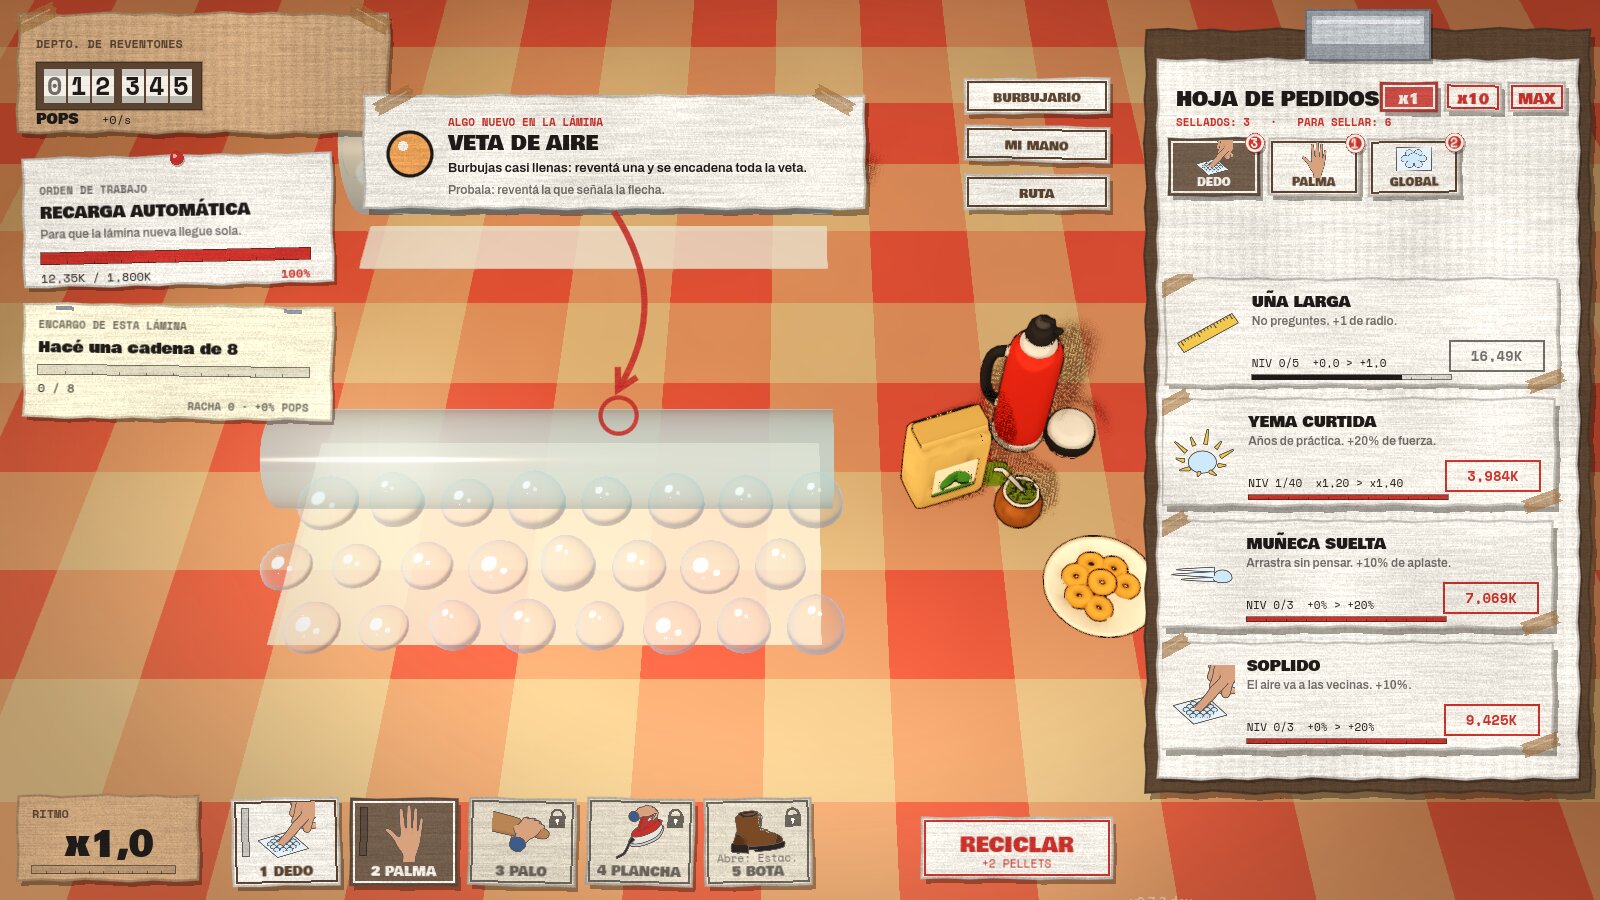 DEPTO. DE REVENTONES
012345
POPS +0/s
ORDEN DE TRABAJO
RECARGA AUTOMÁTICA
Para que la lámina nueva llegue sola.
12,35K / 1,800K 100%
ENCARGO DE ESTA LÁMINA
Hacé una cadena de 8
0 / 8
RACHA 0 · +0% POPS
ALGO NUEVO EN LA LÁMINA
VETA DE AIRE
Burbujas casi llenas: reventá una y se encadena toda la veta.
Probala: reventá la que señala la flecha.
BURBUJARIO
MI MANO
RUTA
HOJA DE PEDIDOS x1 x10 MAX
SELLADOS: 3 · PARA SELLAR: 6
3 1 2
DEDO PALMA GLOBAL
UÑA LARGA
No preguntes. +1 de radio.
NIV 0/5 +0,0 > +1,0
16,49K
YEMA CURTIDA
Años de práctica. +20% de fuerza.
NIV 1/40 x1,20 > x1,40
3,984K
MUÑECA SUELTA
Arrastra sin pensar. +10% de aplaste.
NIV 0/3 +0% > +20%
7,069K
SOPLIDO
El aire va a las vecinas. +10%.
NIV 0/3 +0% > +20%
9,425K
RITMO
x1,0
1 DEDO
2 PALMA
3 PALO
4 PLANCHA
Abre: Estac.
5 BOTA
RECICLAR
+2 PELLETS